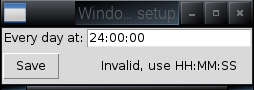 Windo... setup
Every day at: 24:00:00
Save Invalid, use HH:MM:SS